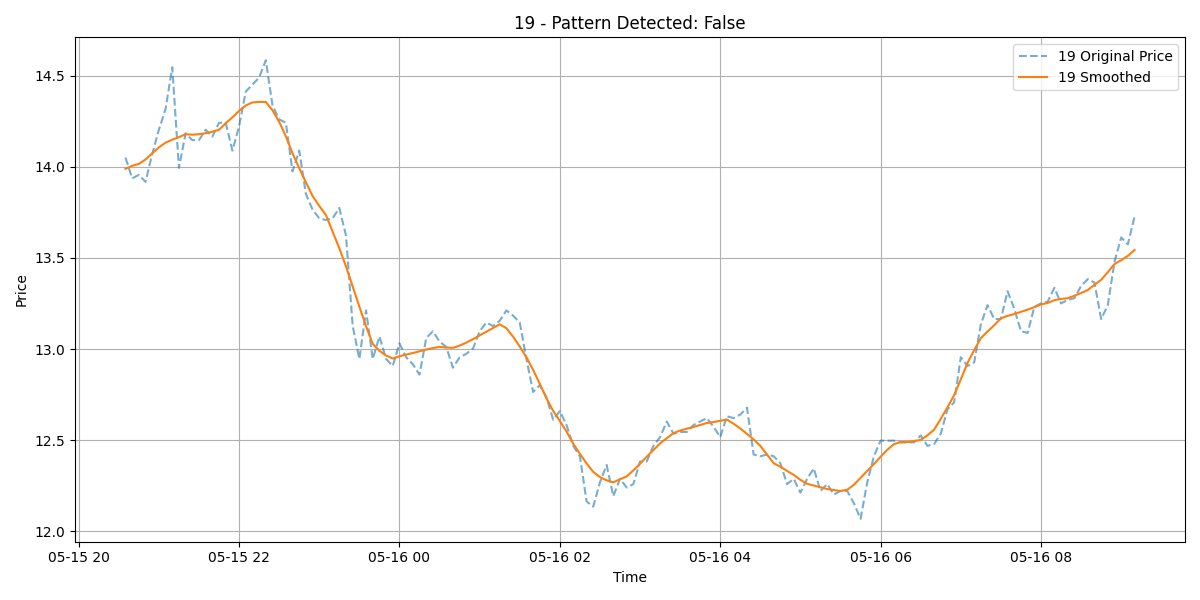 19 - Pattern Detected: False
19 Original Price
19 Smoothed
Price
14.5
14.0
13.5
13.0
12.5
12.0
05-15 20
05-15 22
05-16 00
05-16 02
05-16 04
05-16 06
05-16 08
Time